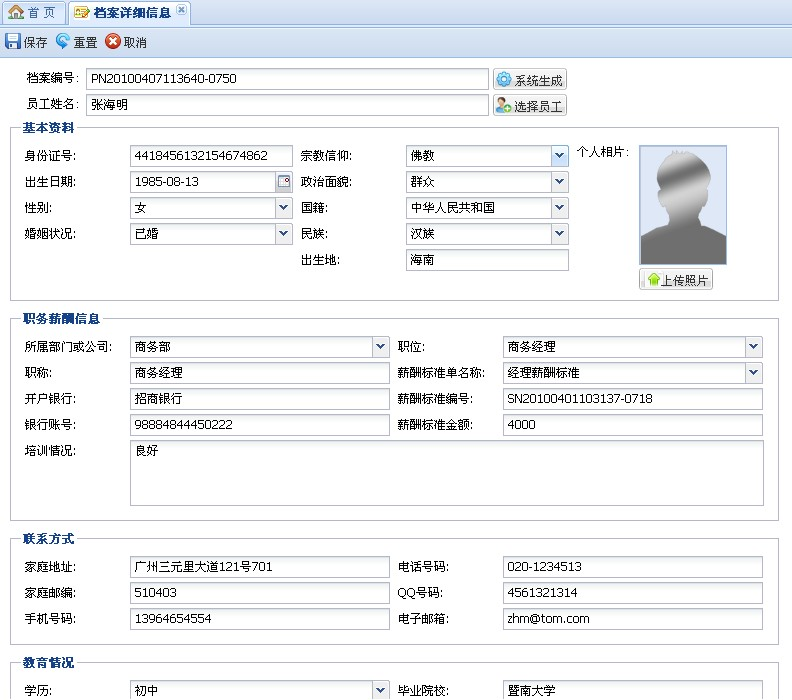 首页 档案详细信息
保存 重置 取消
档案编号: PN20100407113640-0750 系统生成
员工姓名: 张海明 选择员工
基本资料
身份证号: 4418456132154674862 宗教信仰: 佛教 个人相片:
出生日期: 1985-08-13 政治面貌: 群众
性别: 女 国籍: 中华人民共和国
婚姻状况: 已婚 民族: 汉族
出生地: 海南
上传照片
职务薪酬信息
所属部门或公司: 商务部 职位: 商务经理
职称: 商务经理 薪酬标准单名称: 经理薪酬标准
开户银行: 招商银行 薪酬标准编号: SN20100401103137-0718
银行账号: 98884844450222 薪酬标准金额: 4000
培训情况: 良好
联系方式
家庭地址: 广州三元里大道121号701 电话号码: 020-1234513
家庭邮编: 510403 QQ号码: 4561321314
手机号码: 13964654554 电子邮箱: zhm@tom.com
教育情况
学历: 初中 毕业院校: 暨南大学